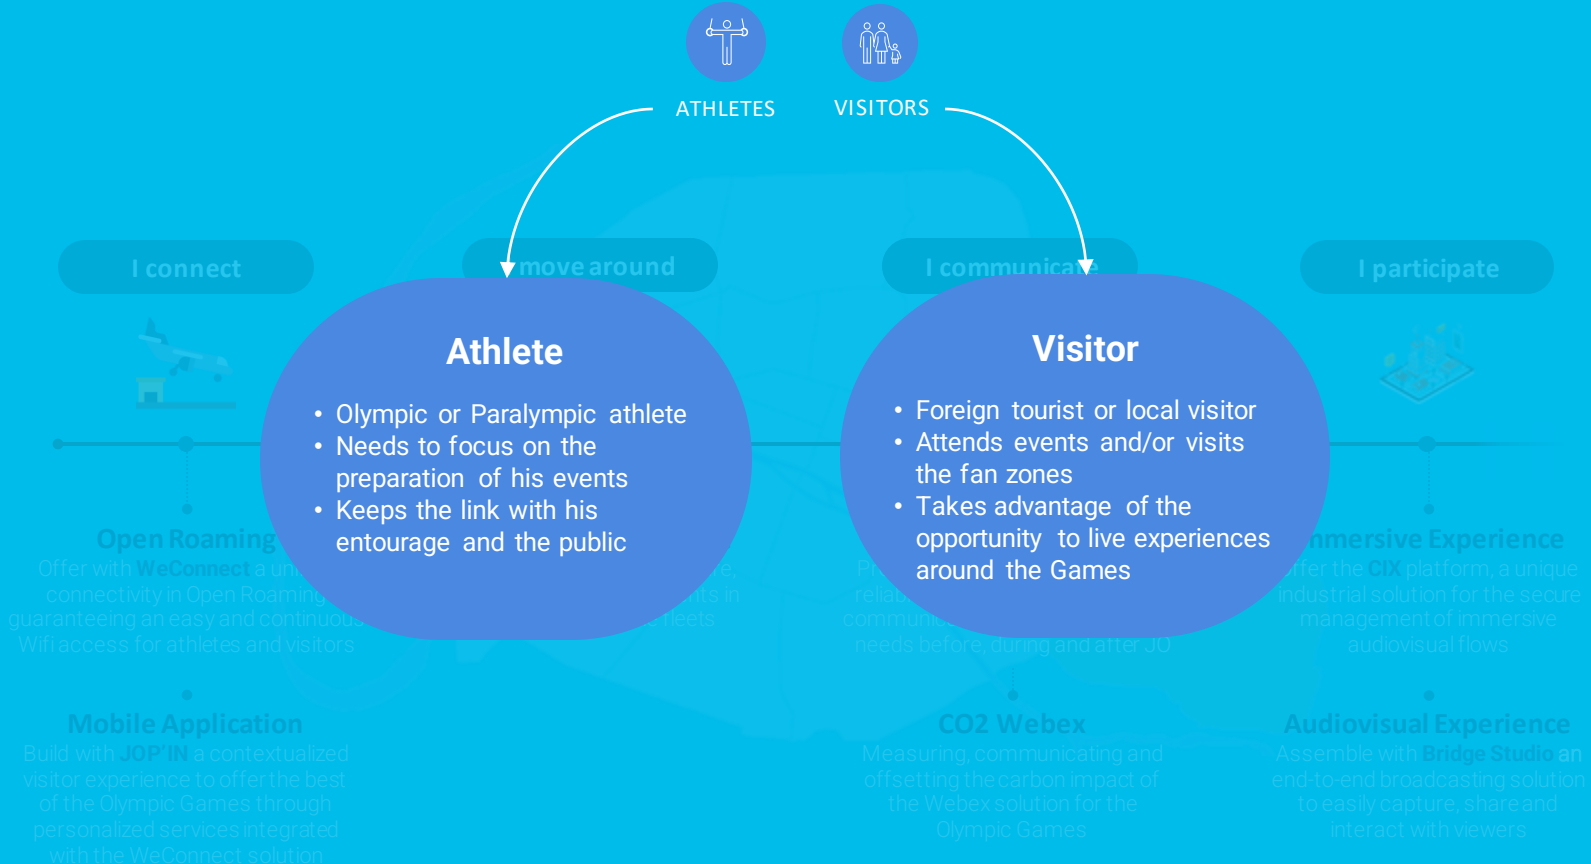 ATHLETES
VISITORS
I connect
move around
I communicate
I participate
Athlete
• Olympic or Paralympic athlete
• Needs to focus on the
preparation of his events
• Keeps the link with his
entourage and the public
Visitor
• Foreign tourist or local visitor
• Attends events and/or visits
the fan zones
• Takes advantage of the
opportunity to live experiences
around the Games
Open Roaming
Offer with WeConnect a
connectivity in Open Roaming
guaranteeing an easy and continuous
Wifi access for athletes and visitors
Mobile Application
Build with JOP'IN a contextualized
visitor experience to offer the best
of the Olympic Games through
personalized services integrated
with the WeConnect solution
in
fleets
needs before, during and after JO
CO2 Webex
Measuring, communicating and
offsetting the carbon impact of
the Webex solution for the
Olympic Games
Immersive Experience
Offer the CIX platform, a unique
industrial solution for the secure
management of immersive
audiovisual flows
Audiovisual Experience
Assemble with Bridge Studio an
end-to-end broadcasting solution
to easily capture, share and
interact with viewers